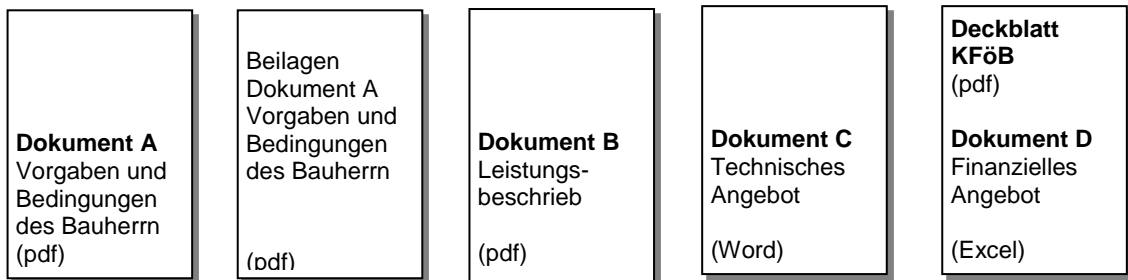 Dokument A
Vorgaben und
Bedingungen
des Bauherrn
(pdf)
Beilagen
Dokument A
Vorgaben und
Bedingungen
des Bauherrn
(pdf)
Dokument B
Leistungs-
beschrieb
(pdf)
Dokument C
Technisches
Angebot
(Word)
Deckblatt
KFöB
(pdf)
Dokument D
Finanzielles
Angebot
(Excel)